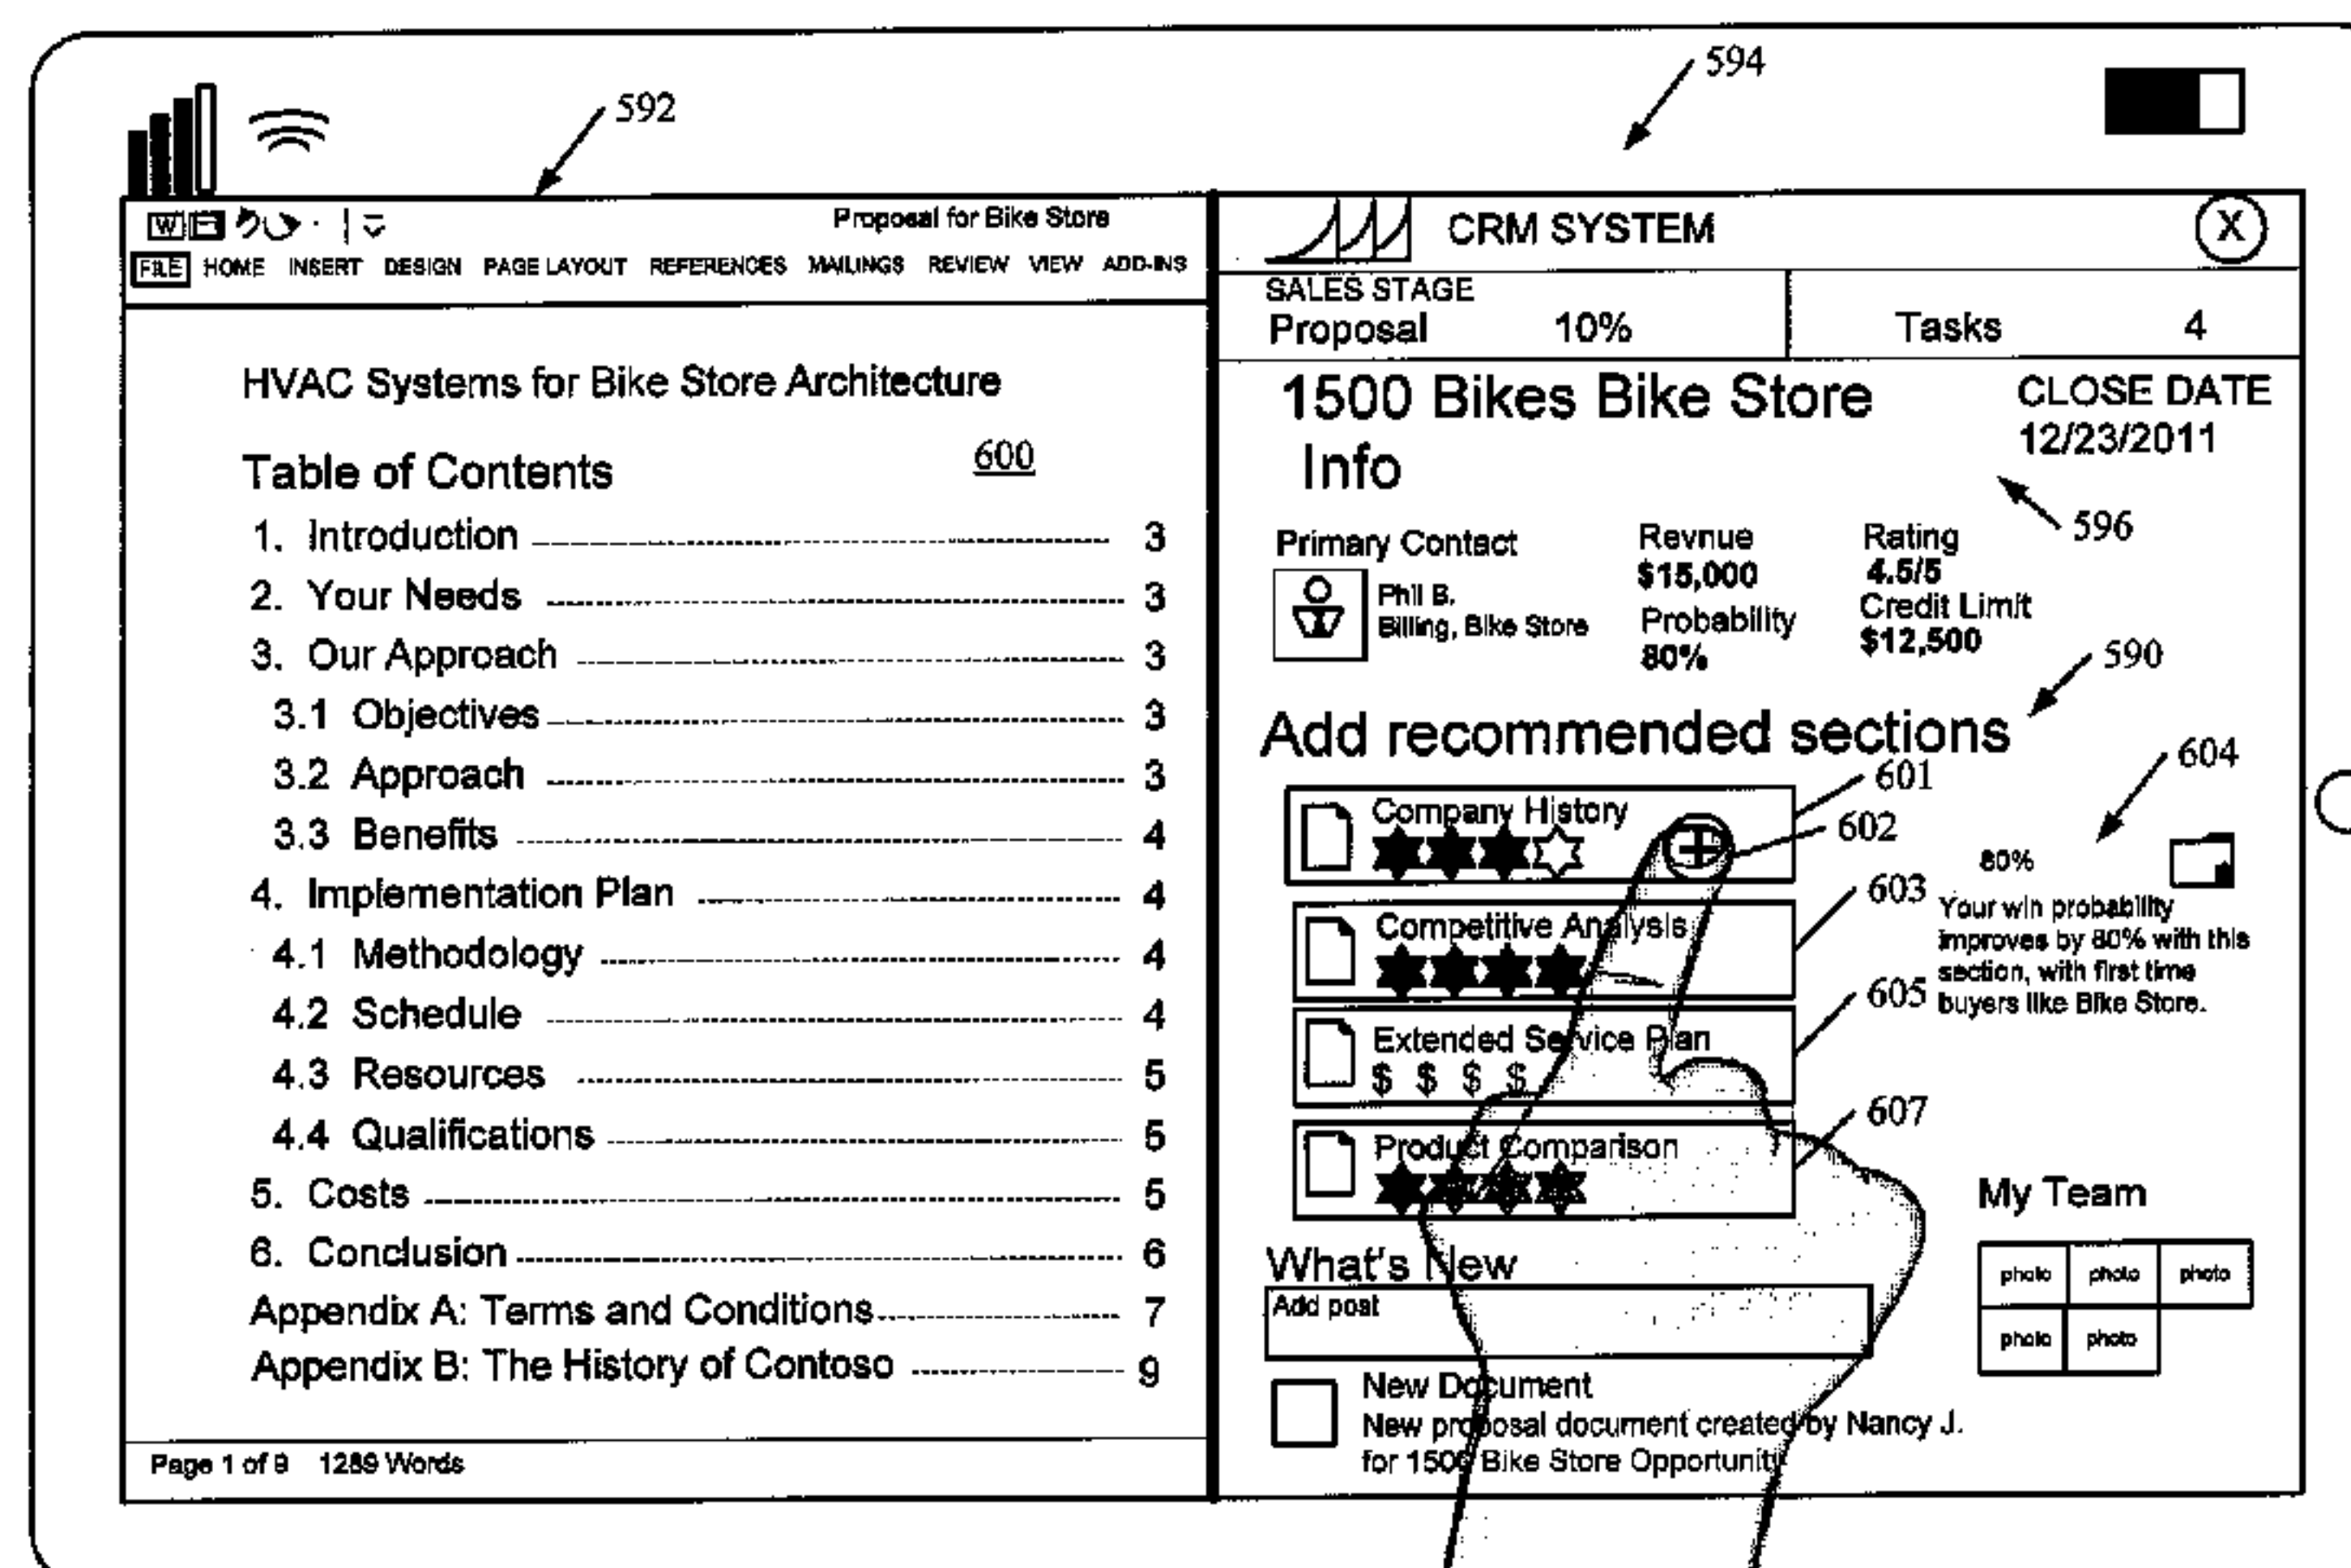 592
594
W
Proposal for Bike Store
FILE HOME INSERT DESIGN PAGE LAYOUT REFERENCES MAILINGS REVIEW VIEW ADD-INS
HVAC Systems for Bike Store Architecture
Table of Contents 600
1. Introduction 3
2. Your Needs 3
3. Our Approach 3
3.1 Objectives 3
3.2 Approach 3
3.3 Benefits 4
4. Implementation Plan 4
4.1 Methodology 4
4.2 Schedule 4
4.3 Resources 5
4.4 Qualifications 5
5. Costs 5
6. Conclusion 6
Appendix A: Terms and Conditions 7
Appendix B: The History of Contoso 9
Page 1 of 9 1289 Words
CRM SYSTEM X
SALES STAGE
Proposal 10% Tasks 4
1500 Bikes Bike Store
Info
CLOSE DATE
12/23/2011
596
Primary Contact
Phil B.
Billing, Bike Store
Revnue
$15,000
Probability
80%
Rating
4.5/5
Credit Limit
$12,500
590
Add recommended sections
604
601
Company History
602
603
Competitive Analysis
605
Extended Service Plan
$ $ $ $
607
Product Comparison
80%
Your win probability
improves by 80% with this
section, with first time
buyers like Bike Store.
My Team
photo photo photo
photo photo
What's New
Add post
New Document
New proposal document created by Nancy J.
for 1500 Bike Store Opportunity